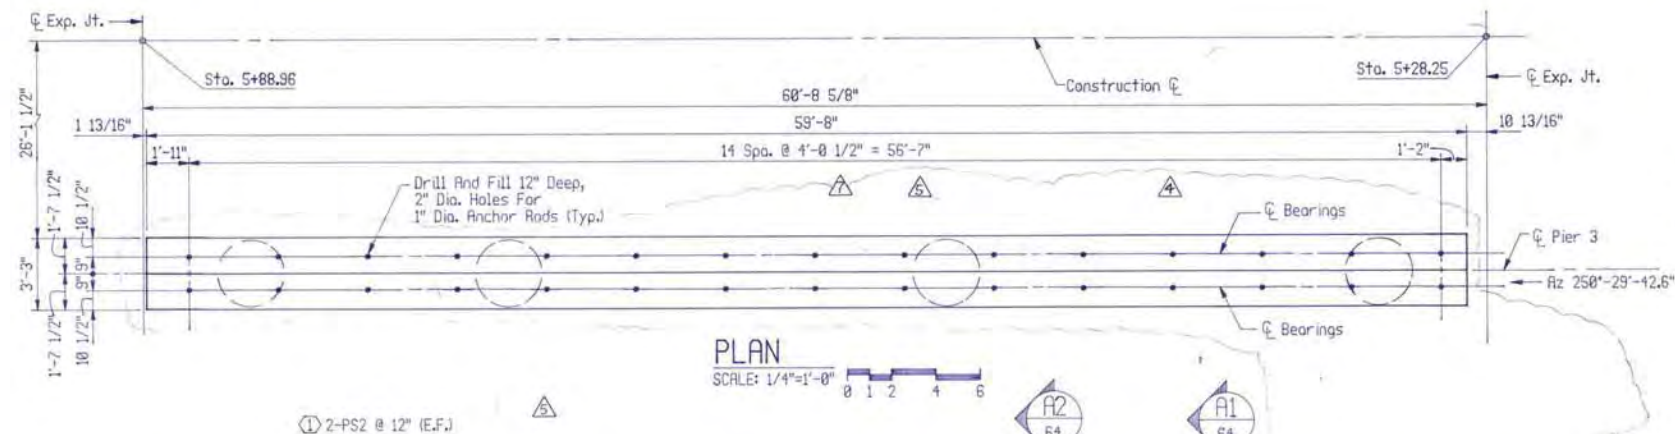 ℄ Exp. Jt.
Sta. 5+88.96
Construction ℄
Sta. 5+28.25
℄ Exp. Jt.
60'-8 5/8"
26'-1 1/2"
1 13/16"
59'-8"
10 13/16"
1'-11"
14 Spa. @ 4'-0 1/2" = 56'-7"
1'-2"
Drill And Fill 12" Deep,
2" Dia. Holes For
1" Dia. Anchor Rods (Typ.)
7
5
4
℄ Bearings
℄ Pier 3
Az 250°-29'-42.6"
℄ Bearings
1'-7 1/2"
10 1/2"
3'-3"
9"
9"
1'-7 1/2"
10 1/2"
PLAN
SCALE: 1/4"=1'-0"
0 1 2 4 6
5
1 2-PS2 @ 12" (E.F.)
A2
64
A1
64